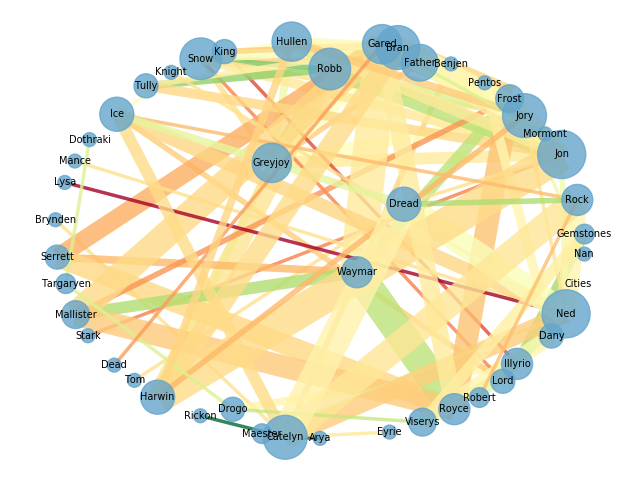 Hullen
Gared
Bran
King
Snow
Robb
Father
Benjen
Knight
Tully
Pentos
Frost
Ice
Jory
Mormont
Dothraki
Jon
Mance
Greyjoy
Lysa
Rock
Dread
Brynden
Gemstones
Nan
Serrett
Waymar
Targaryen
Cities
Mallister
Ned
Stark
Dany
Dead
Illyrio
Tom
Lord
Harwin
Robert
Drogo
Royce
Rickon
Viserys
Maester
Catelyn
Arya
Eyrie